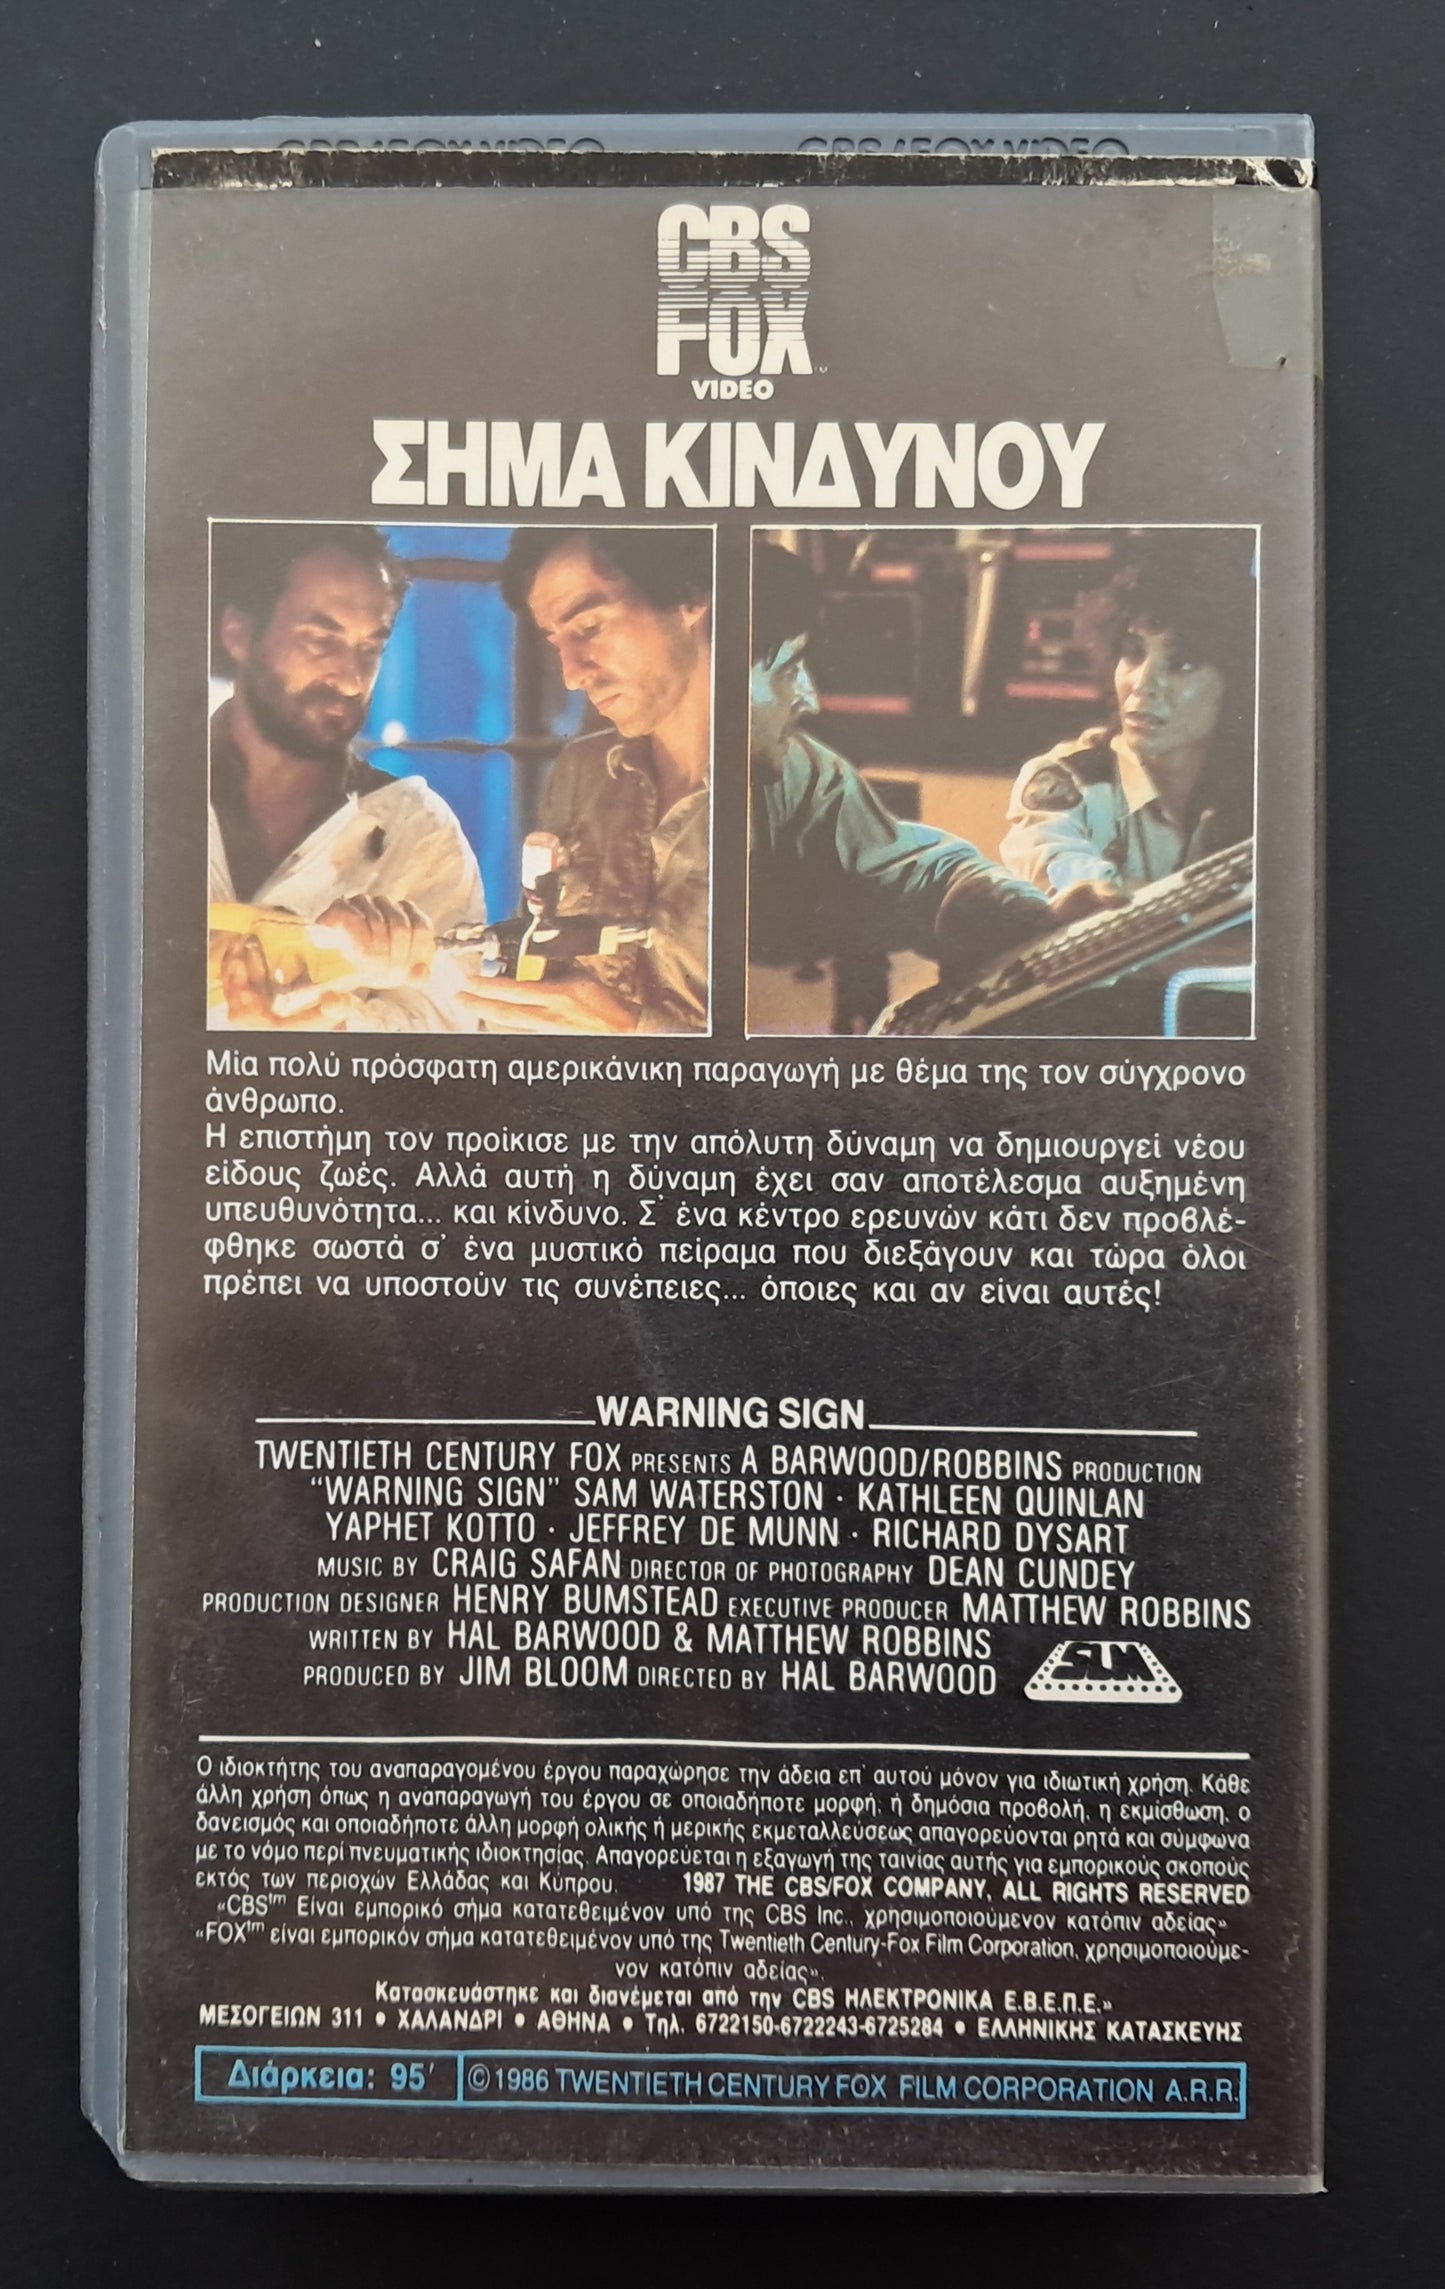 CBS/FOX VIDEO CBS/FOX VIDEO
CBS
FOX
VIDEO
ΣΗΜΑ ΚΙΝΔΥΝΟΥ
Μία πολύ πρόσφατη αμερικάνικη παραγωγή με θέμα της τον σύγχρονο
άνθρωπο.
Η επιστήμη τον προίκισε με την απόλυτη δύναμη να δημιουργεί νέου
είδους ζωές. Αλλά αυτή η δύναμη έχει σαν αποτέλεσμα αυξημένη
υπευθυνότητα... και κίνδυνο. Σ' ένα κέντρο ερευνών κάτι δεν προβλέ-
φθηκε σωστά σ' ένα μυστικό πείραμα που διεξάγουν και τώρα όλοι
πρέπει να υποστούν τις συνέπειες... όποιες και αν είναι αυτές!
WARNING SIGN
TWENTIETH CENTURY FOX PRESENTS A BARWOOD/ROBBINS PRODUCTION
"WARNING SIGN" SAM WATERSTON · KATHLEEN QUINLAN
YAPHET KOTTO · JEFFREY DE MUNN · RICHARD DYSART
MUSIC BY CRAIG SAFAN DIRECTOR OF PHOTOGRAPHY DEAN CUNDEY
PRODUCTION DESIGNER HENRY BUMSTEAD EXECUTIVE PRODUCER MATTHEW ROBBINS
WRITTEN BY HAL BARWOOD & MATTHEW ROBBINS
PRODUCED BY JIM BLOOM DIRECTED BY HAL BARWOOD
Ο ιδιοκτήτης του αναπαραγομένου έργου παραχώρησε την άδεια επ' αυτού μόνον για ιδιωτική χρήση. Κάθε
άλλη χρήση όπως η αναπαραγωγή του έργου σε οποιαδήποτε μορφή, ή δημόσια προβολή, η εκμίσθωση, ο
δανεισμός και οποιαδήποτε άλλη μορφή ολικής ή μερικής εκμεταλλεύσεως απαγορεύονται ρητά και σύμφωνα
με το νόμο περί πνευματικής ιδιοκτησίας. Απαγορεύεται η εξαγωγή της ταινίας αυτής για εμπορικούς σκοπούς
εκτός των περιοχών Ελλάδας και Κύπρου. 1987 THE CBS/FOX COMPANY, ALL RIGHTS RESERVED
«CBS™ Είναι εμπορικό σήμα κατατεθειμένον υπό της CBS Inc., χρησιμοποιούμενον κατόπιν αδείας».
«FOX™ είναι εμπορικόν σήμα κατατεθειμένον υπό της Twentieth Century-Fox Film Corporation, χρησιμοποιούμε-
νον κατόπιν αδείας».
Κατασκευάστηκε και διανέμεται από την CBS ΗΛΕΚΤΡΟΝΙΚΑ Ε.Β.Ε.Π.Ε.»
ΜΕΣΟΓΕΙΩΝ 311 • ΧΑΛΑΝΔΡΙ • ΑΘΗΝΑ • Τηλ. 6722150-6722243-6725284 • ΕΛΛΗΝΙΚΗΣ ΚΑΤΑΣΚΕΥΗΣ
Διάρκεια: 95' © 1986 TWENTIETH CENTURY FOX FILM CORPORATION A.R.R.